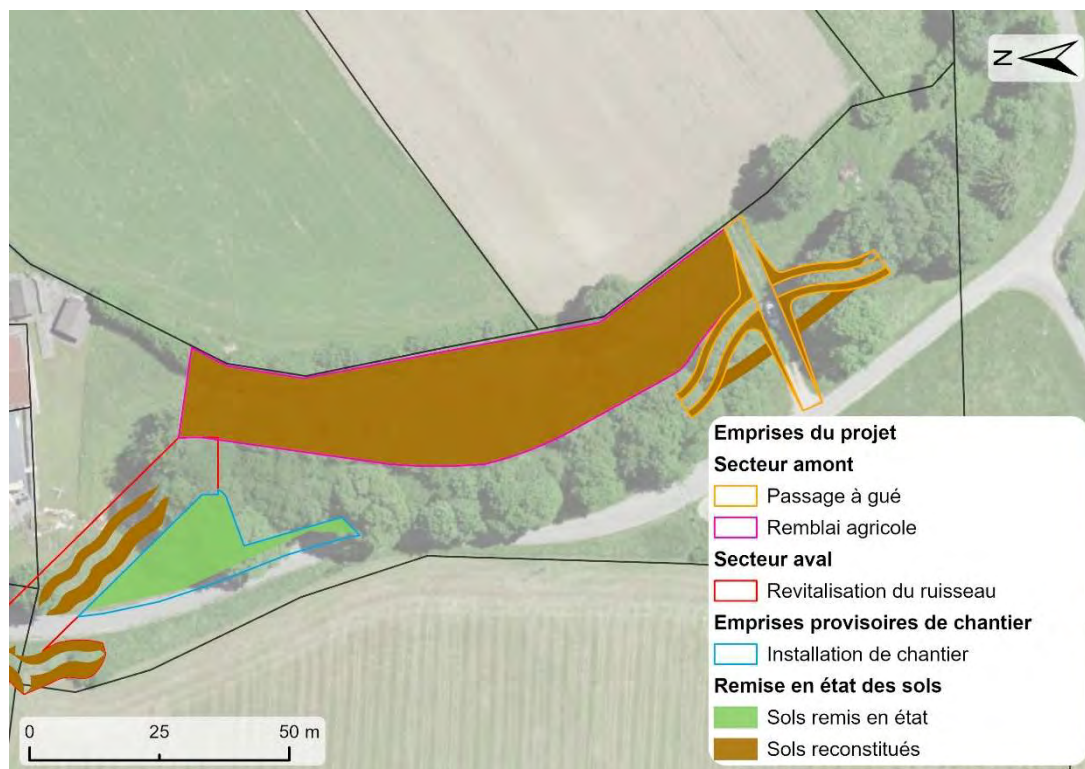 N
Emprises du projet
Secteur amont
Passage à gué
Remblai agricole
Secteur aval
Revitalisation du ruisseau
Emprises provisoires de chantier
Installation de chantier
Remise en état des sols
Sols remis en état
Sols reconstitués
0 25 50 m